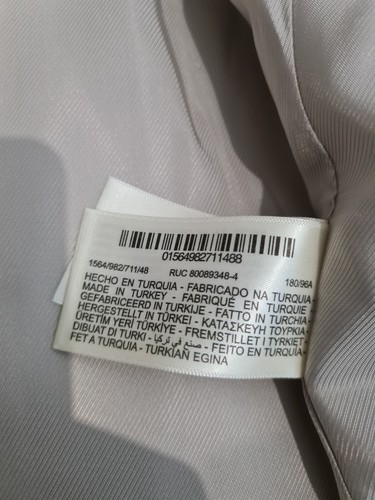 01564982711488
1564/982/711/48 RUC 80089348-4 180/96A
HECHO EN TURQUIA - FABRICADO NA TURQUIA -
MADE IN TURKEY - FABRIQUÉ EN TURQUIE -
GEFABRICEERD IN TURKIJE - FATTO IN TURCHIA -
HERGESTELLT IN TÜRKEI - ΚΑΤΑΣΚΕΥΗ ΤΟΥΡΚΙΑ -
ÜRETİM YERİ TÜRKİYE - FREMSTILLET I TYRKIET -
DIBUAT DI TURKI - صنع في تركيا - FEITO EN TURQUÍA -
FET A TURQUIA - TURKIAN EGINA